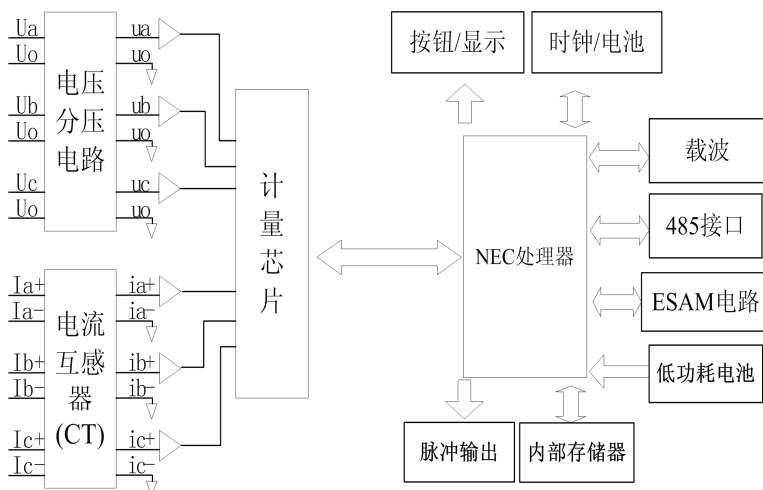 Ua
ua
Uo
uo
Ub
ub
Uo
uo
Uc
uc
Uo
uo
电压
分压
电路
Ia+
ia+
Ia-
ia-
Ib+
ib+
Ib-
ib-
Ic+
ic+
Ic-
ic-
电流
互感
器
(CT)
计
量
芯
片
NEC处理器
按钮/显示
时钟/电池
载波
485接口
ESAM电路
低功耗电池
脉冲输出
内部存储器